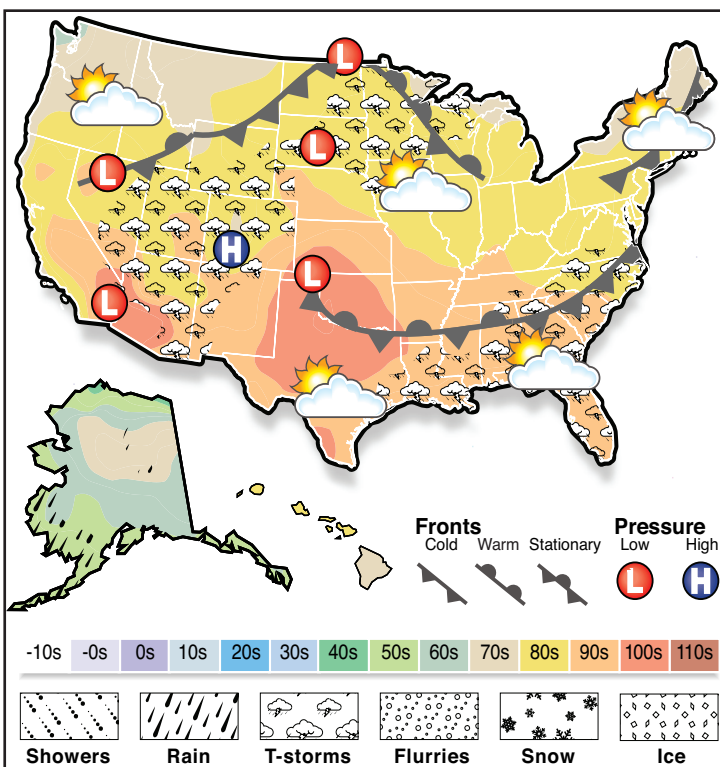 L
L
L
H
L
L
Fronts Pressure
Cold Warm Stationary Low High
L H
-10s -0s 0s 10s 20s 30s 40s 50s 60s 70s 80s 90s 100s 110s
Showers Rain T-storms Flurries Snow Ice